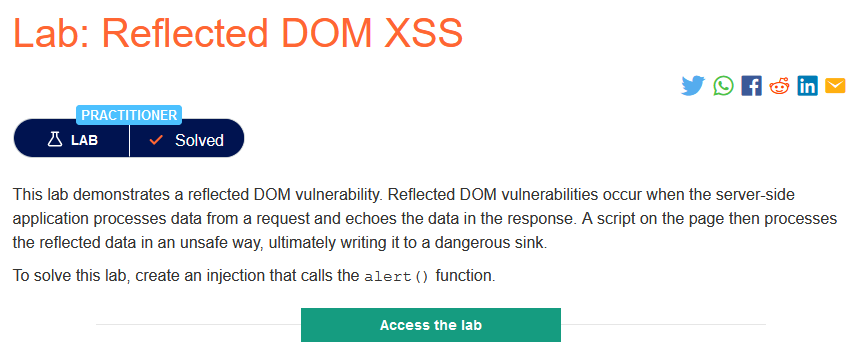 Lab: Reflected DOM XSS
PRACTITIONER
LAB
Solved
This lab demonstrates a reflected DOM vulnerability. Reflected DOM vulnerabilities occur when the server-side
application processes data from a request and echoes the data in the response. A script on the page then processes
the reflected data in an unsafe way, ultimately writing it to a dangerous sink.
To solve this lab, create an injection that calls the alert() function.
Access the lab